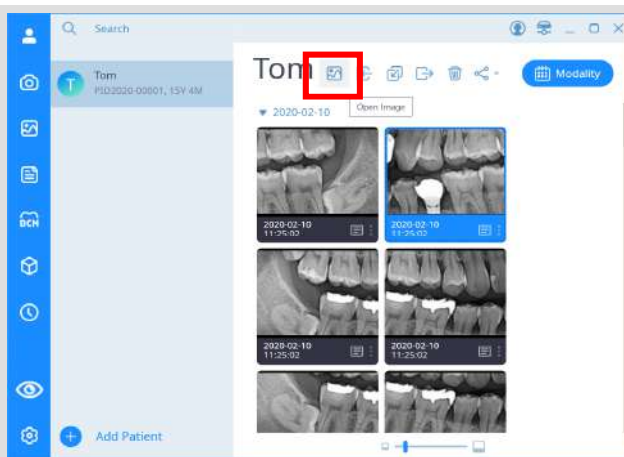 Search
Tom
PID2020-00001, 15Y 4M
Tom
Modality
Open Image
2020-02-10
2020-02-10
11:25:02
2020-02-10
11:25:02
2020-02-10
11:25:02
2020-02-10
11:25:02
DCM
T
Add Patient